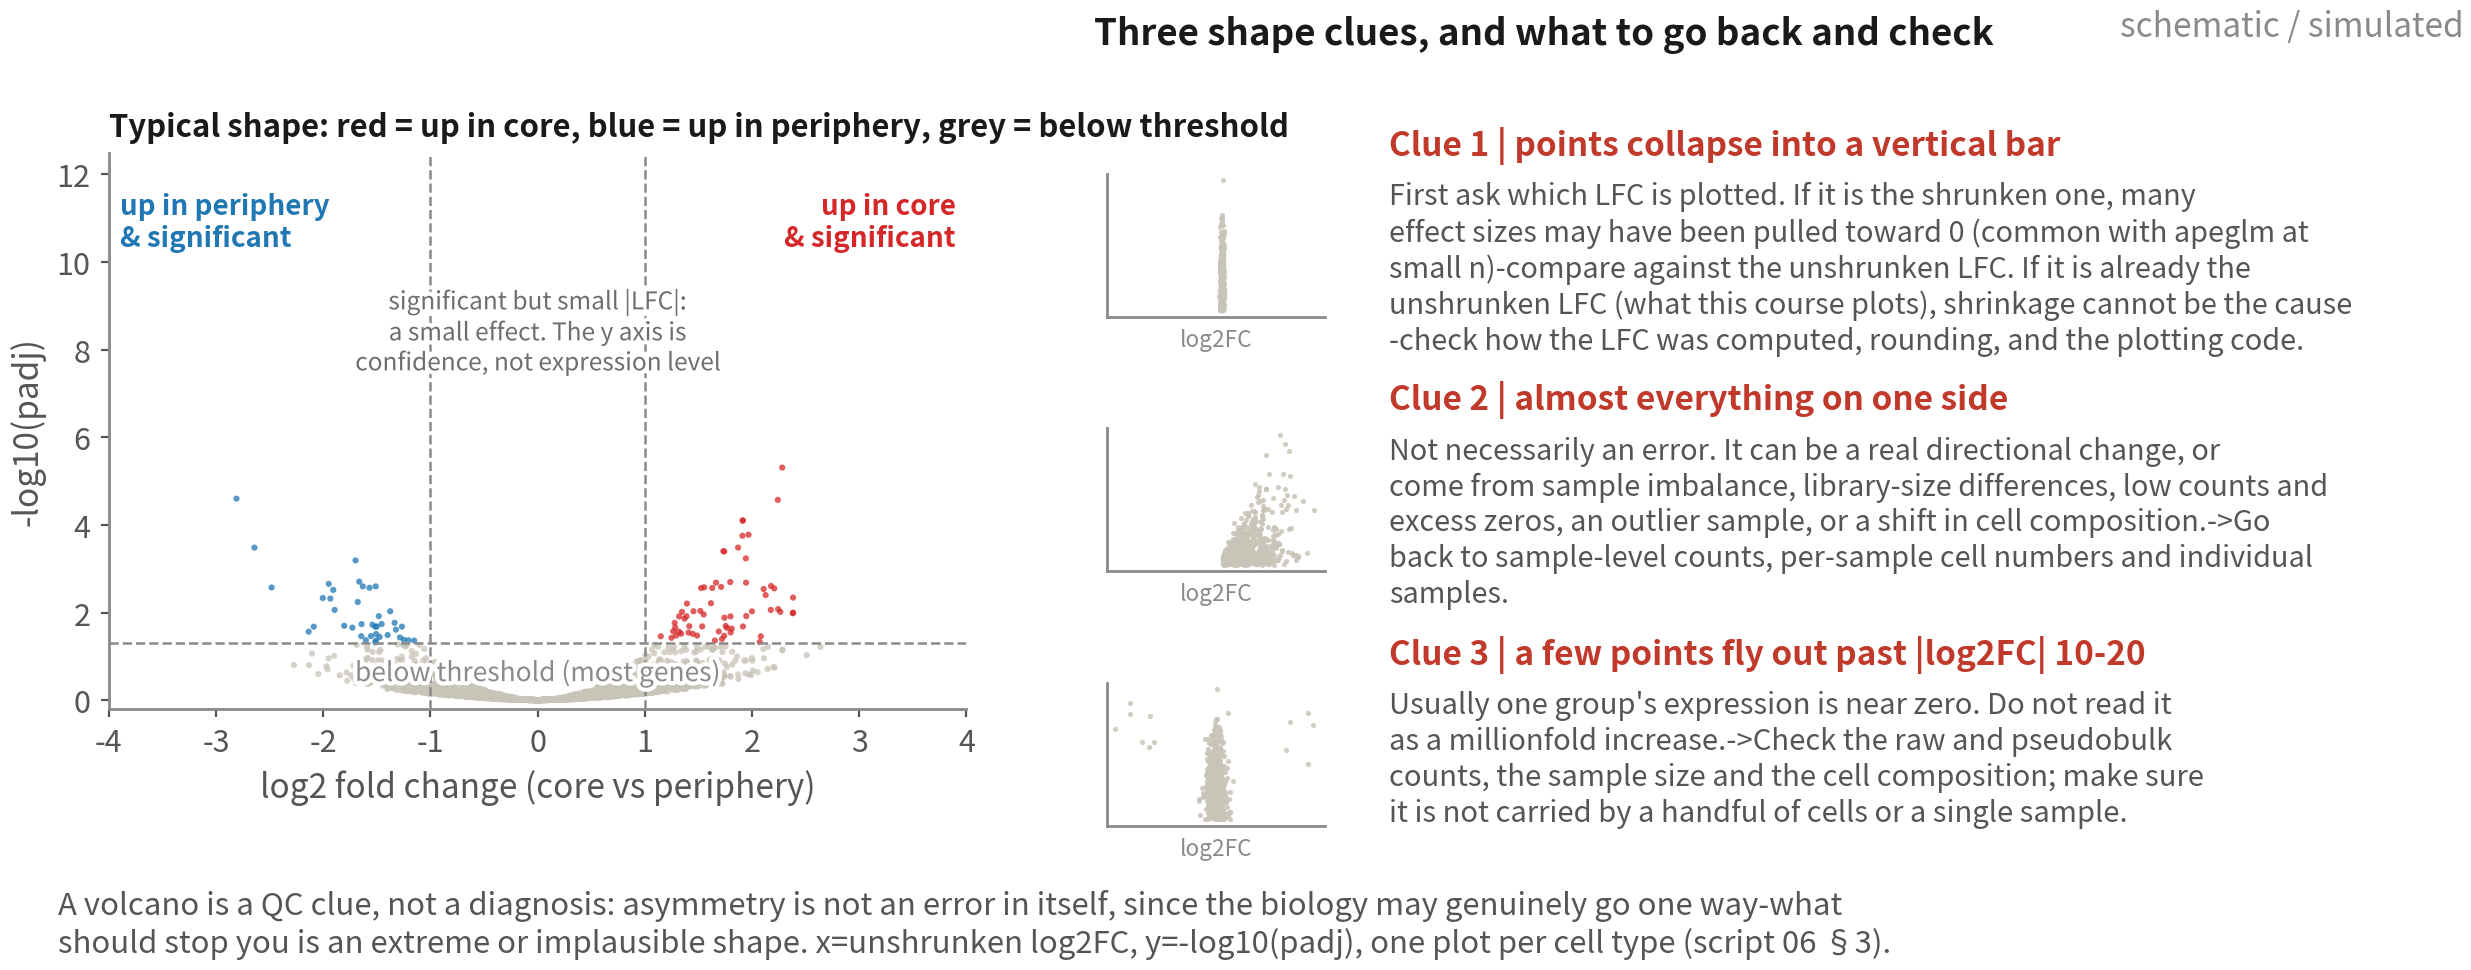 Three shape clues, and what to go back and check
schematic / simulated
Typical shape: red = up in core, blue = up in periphery, grey = below threshold
12
10
8
6
4
2
0
-log10(padj)
up in periphery
& significant
up in core
& significant
significant but small |LFC|:
a small effect. The y axis is
confidence, not expression level
below threshold (most genes)
-4
-3
-2
-1
0
1
2
3
4
log2 fold change (core vs periphery)
log2FC
Clue 1 | points collapse into a vertical bar
First ask which LFC is plotted. If it is the shrunken one, many
effect sizes may have been pulled toward 0 (common with apeglm at
small n)-compare against the unshrunken LFC. If it is already the
unshrunken LFC (what this course plots), shrinkage cannot be the cause
-check how the LFC was computed, rounding, and the plotting code.
log2FC
Clue 2 | almost everything on one side
Not necessarily an error. It can be a real directional change, or
come from sample imbalance, library-size differences, low counts and
excess zeros, an outlier sample, or a shift in cell composition.->Go
back to sample-level counts, per-sample cell numbers and individual
samples.
log2FC
Clue 3 | a few points fly out past |log2FC| 10-20
Usually one group's expression is near zero. Do not read it
as a millionfold increase.->Check the raw and pseudobulk
counts, the sample size and the cell composition; make sure
it is not carried by a handful of cells or a single sample.
A volcano is a QC clue, not a diagnosis: asymmetry is not an error in itself, since the biology may genuinely go one way-what
should stop you is an extreme or implausible shape. x=unshrunken log2FC, y=-log10(padj), one plot per cell type (script 06 § 3).